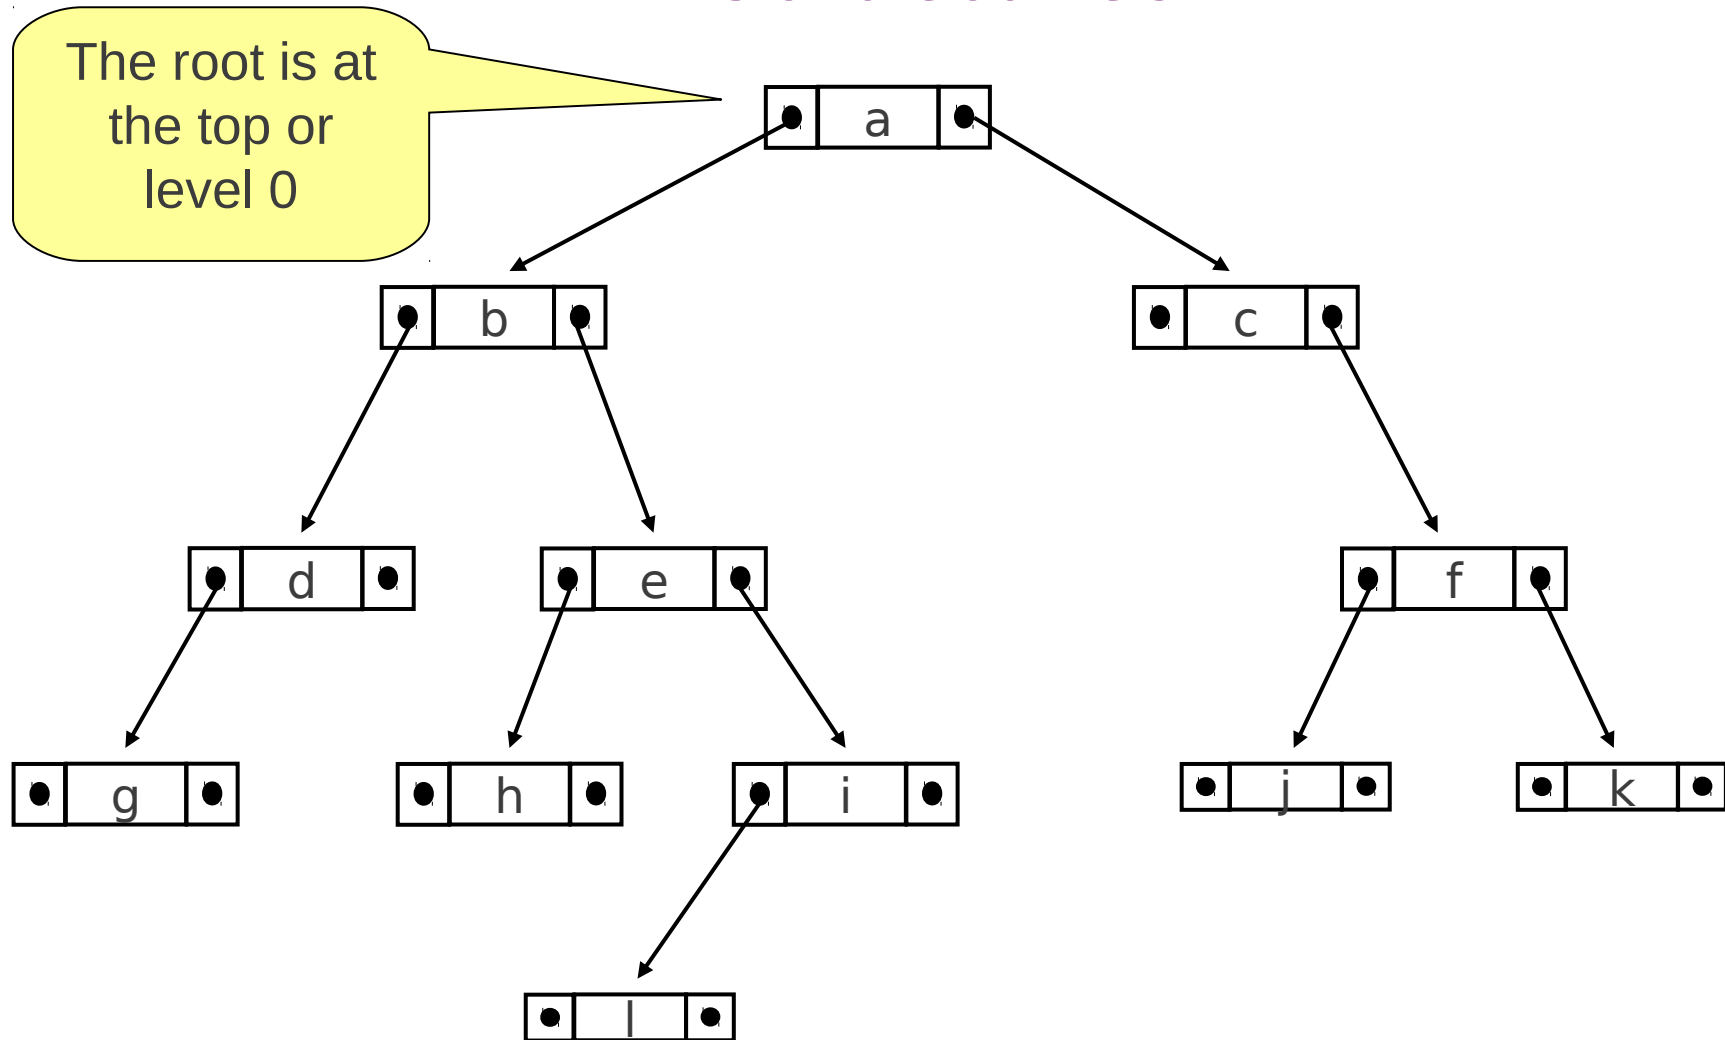 The root is at
the top or
level 0
a
b
c
d
e
f
g
h
i
j
k
l